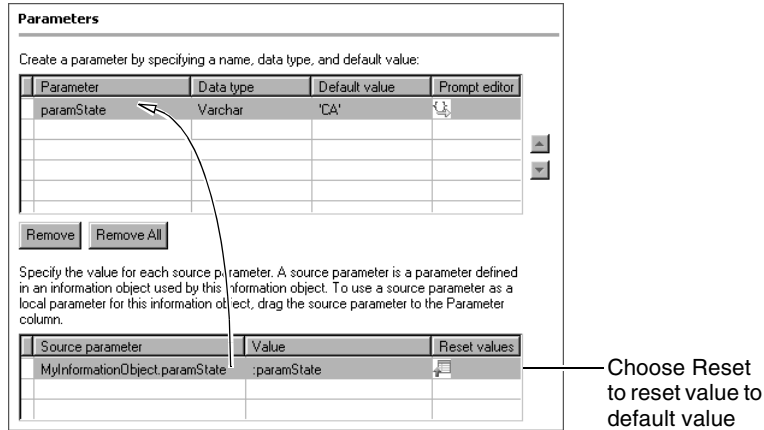 Parameters
Create a parameter by specifying a name, data type, and default value:
Parameter Data type Default value Prompt editor
paramState Varchar 'CA'
Remove Remove All
Specify the value for each source parameter. A source parameter is a parameter defined
in an information object used by this information object. To use a source parameter as a
local parameter for this information object, drag the source parameter to the Parameter
column.
Source parameter Value Reset values
MyInformationObject.paramState :paramState
Choose Reset
to reset value to
default value